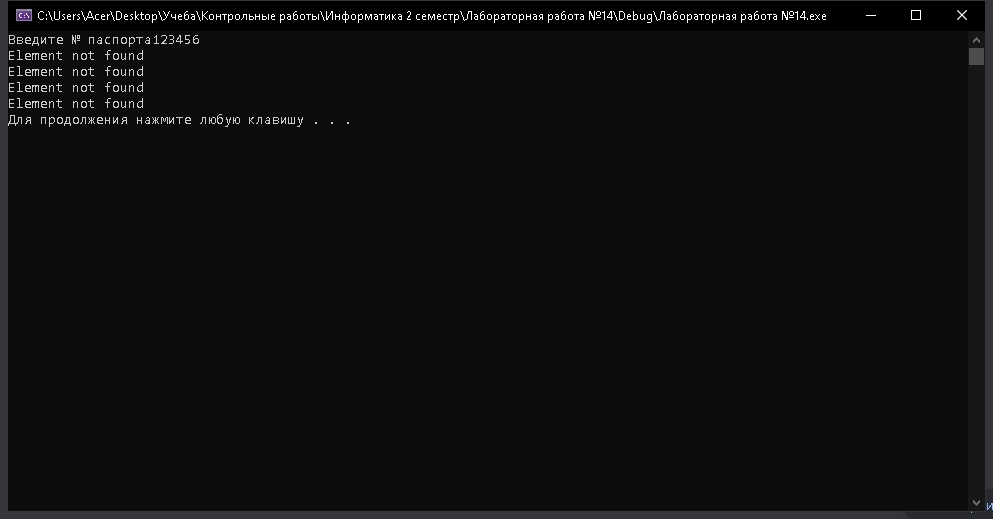 C:\Users\Acer\Desktop\Учеба\Контрольные работы\Информатика 2 семестр\Лабораторная работа №14\Debug\Лабораторная работа №14.exe
Введите № паспорта123456
Element not found
Element not found
Element not found
Element not found
Для продолжения нажмите любую клавишу . . .